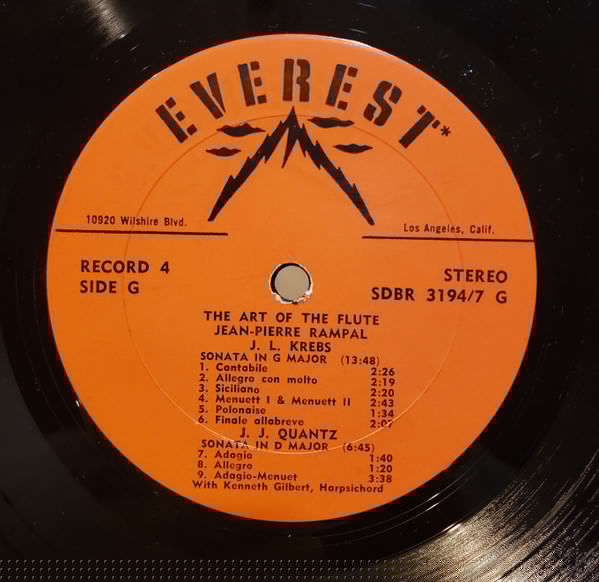 EVEREST*
10920 Wilshire Blvd.
Los Angeles, Calif.
RECORD 4
SIDE G
STEREO
SDBR 3194/7 G
THE ART OF THE FLUTE
JEAN-PIERRE RAMPAL
J. L. KREBS
SONATA IN G MAJOR (13:48)
1. Cantabile 2:26
2. Allegro con molto 2:19
3. Siciliano 2:20
4. Menuett I & Menuett II 2:43
5. Polonaise 1:34
6. Finale allabreve 2:07
J. J. QUANTZ
SONATA IN D MAJOR (6:45)
7. Adagio 1:40
8. Allegro 1:20
9. Adagio-Menuet 3:38
With Kenneth Gilbert, Harpsichord